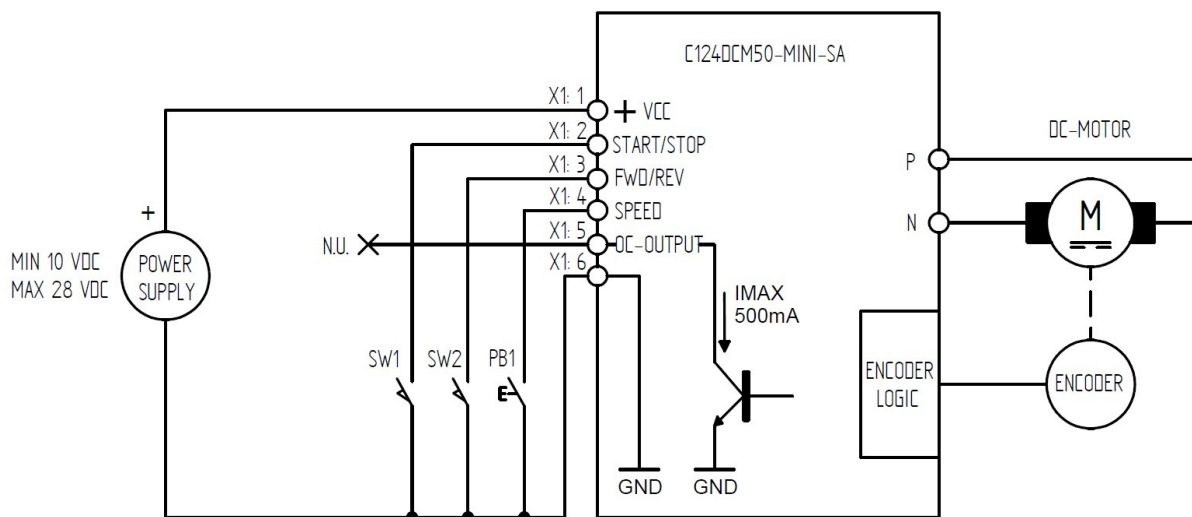 C124DCM50-MINI-SA
X1: 1
+ VCC
X1: 2
START/STOP
X1: 3
FWD/REV
X1: 4
SPEED
X1: 5
OC-OUTPUT
X1: 6
N.U.
+
MIN 10 VDC
MAX 28 VDC
POWER
SUPPLY
SW1
SW2
PB1
E
IMAX
500mA
GND
GND
P
N
DC-MOTOR
M
ENCODER
LOGIC
ENCODER